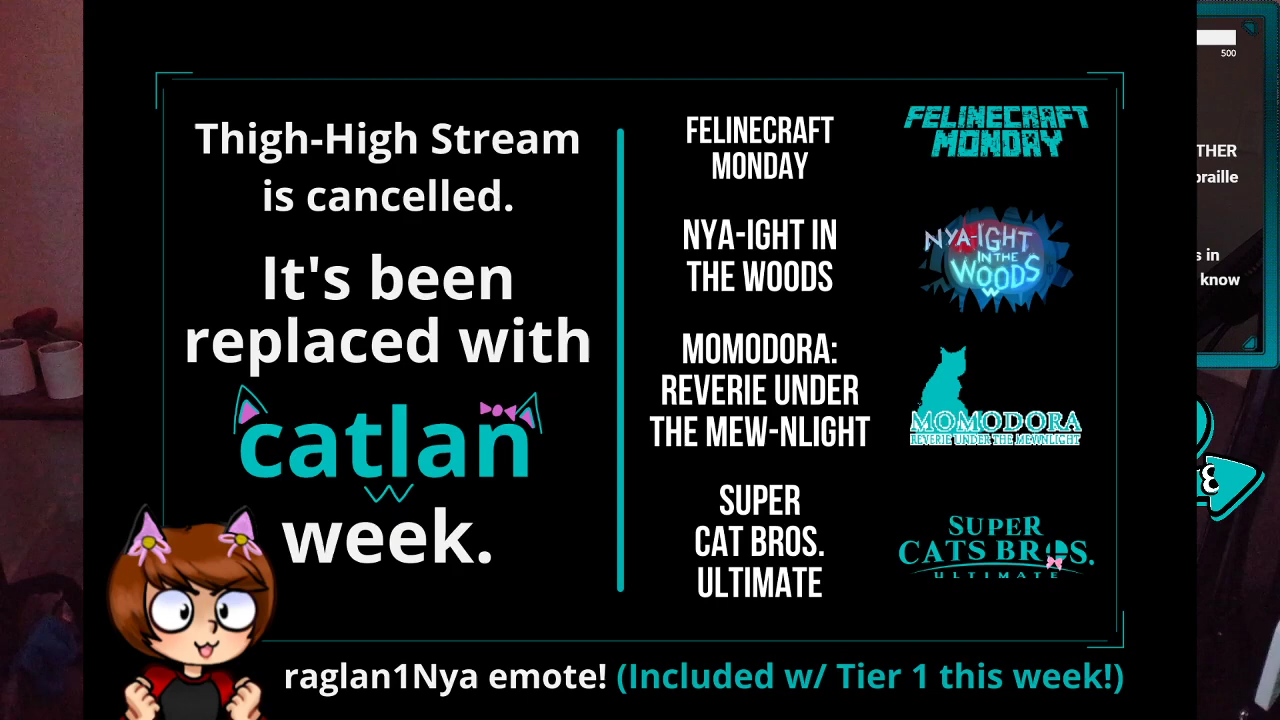 Thigh-High Stream
is cancelled.
It's been
replaced with
catlan
week.
FELINECRAFT
MONDAY
FELINECRAFT
MONDAY
NYA-IGHT IN
THE WOODS
NYA-IGHT
IN THE
WOODS
MOMODORA:
REVERIE UNDER
THE MEW-NLIGHT
MOMODORA
REVERIE UNDER THE MEWNLIGHT
SUPER
CAT BROS.
ULTIMATE
SUPER
CATS BROS.
ULTIMATE
raglan1Nya emote! (Included w/ Tier 1 this week!)
500
THER
braille
s in
know
8